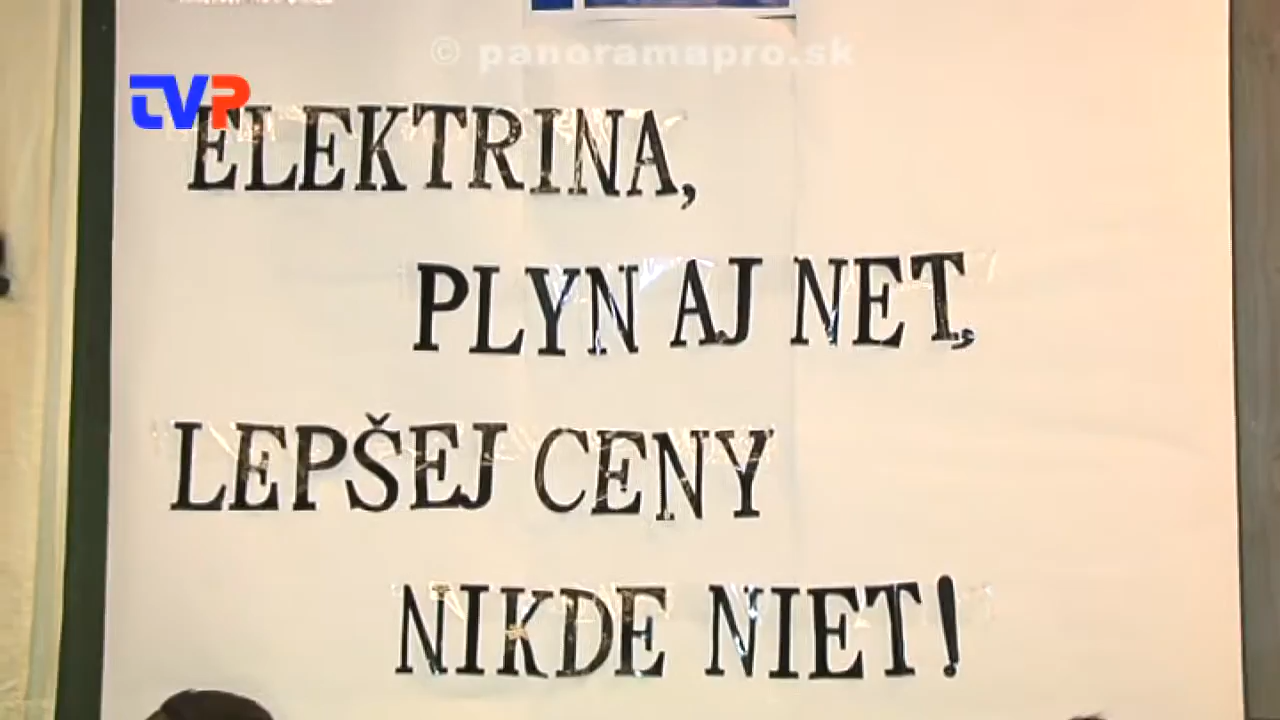 © panoramapro.sk
TVP
ELEKTRINA,
PLYN AJ NET,
LEPŠEJ CENY
NIKDE NIET!